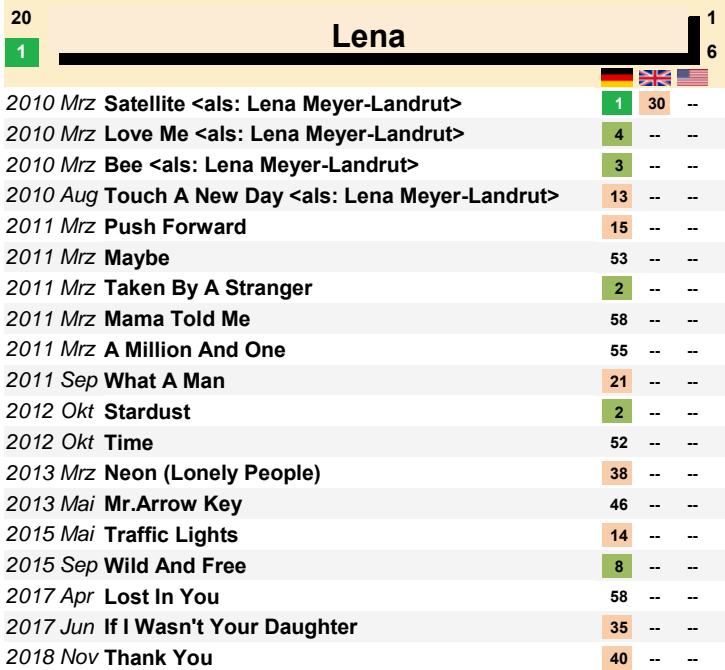 20 Lena 1
1 6
2010 Mrz Satellite <als: Lena Meyer-Landrut> 1 30 --
2010 Mrz Love Me <als: Lena Meyer-Landrut> 4 -- --
2010 Mrz Bee <als: Lena Meyer-Landrut> 3 -- --
2010 Aug Touch A New Day <als: Lena Meyer-Landrut> 13 -- --
2011 Mrz Push Forward 15 -- --
2011 Mrz Maybe 53 -- --
2011 Mrz Taken By A Stranger 2 -- --
2011 Mrz Mama Told Me 58 -- --
2011 Mrz A Million And One 55 -- --
2011 Sep What A Man 21 -- --
2012 Okt Stardust 2 -- --
2012 Okt Time 52 -- --
2013 Mrz Neon (Lonely People) 38 -- --
2013 Mai Mr.Arrow Key 46 -- --
2015 Mai Traffic Lights 14 -- --
2015 Sep Wild And Free 8 -- --
2017 Apr Lost In You 58 -- --
2017 Jun If I Wasn't Your Daughter 35 -- --
2018 Nov Thank You 40 -- --